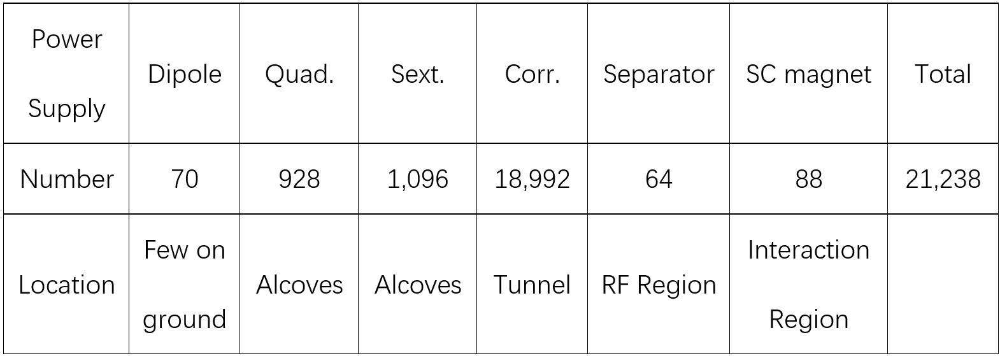 Power Supply Dipole Quad. Sext. Corr. Separator SC magnet Total
Number 70 928 1,096 18,992 64 88 21,238
Location Few on ground Alcoves Alcoves Tunnel RF Region Interaction Region